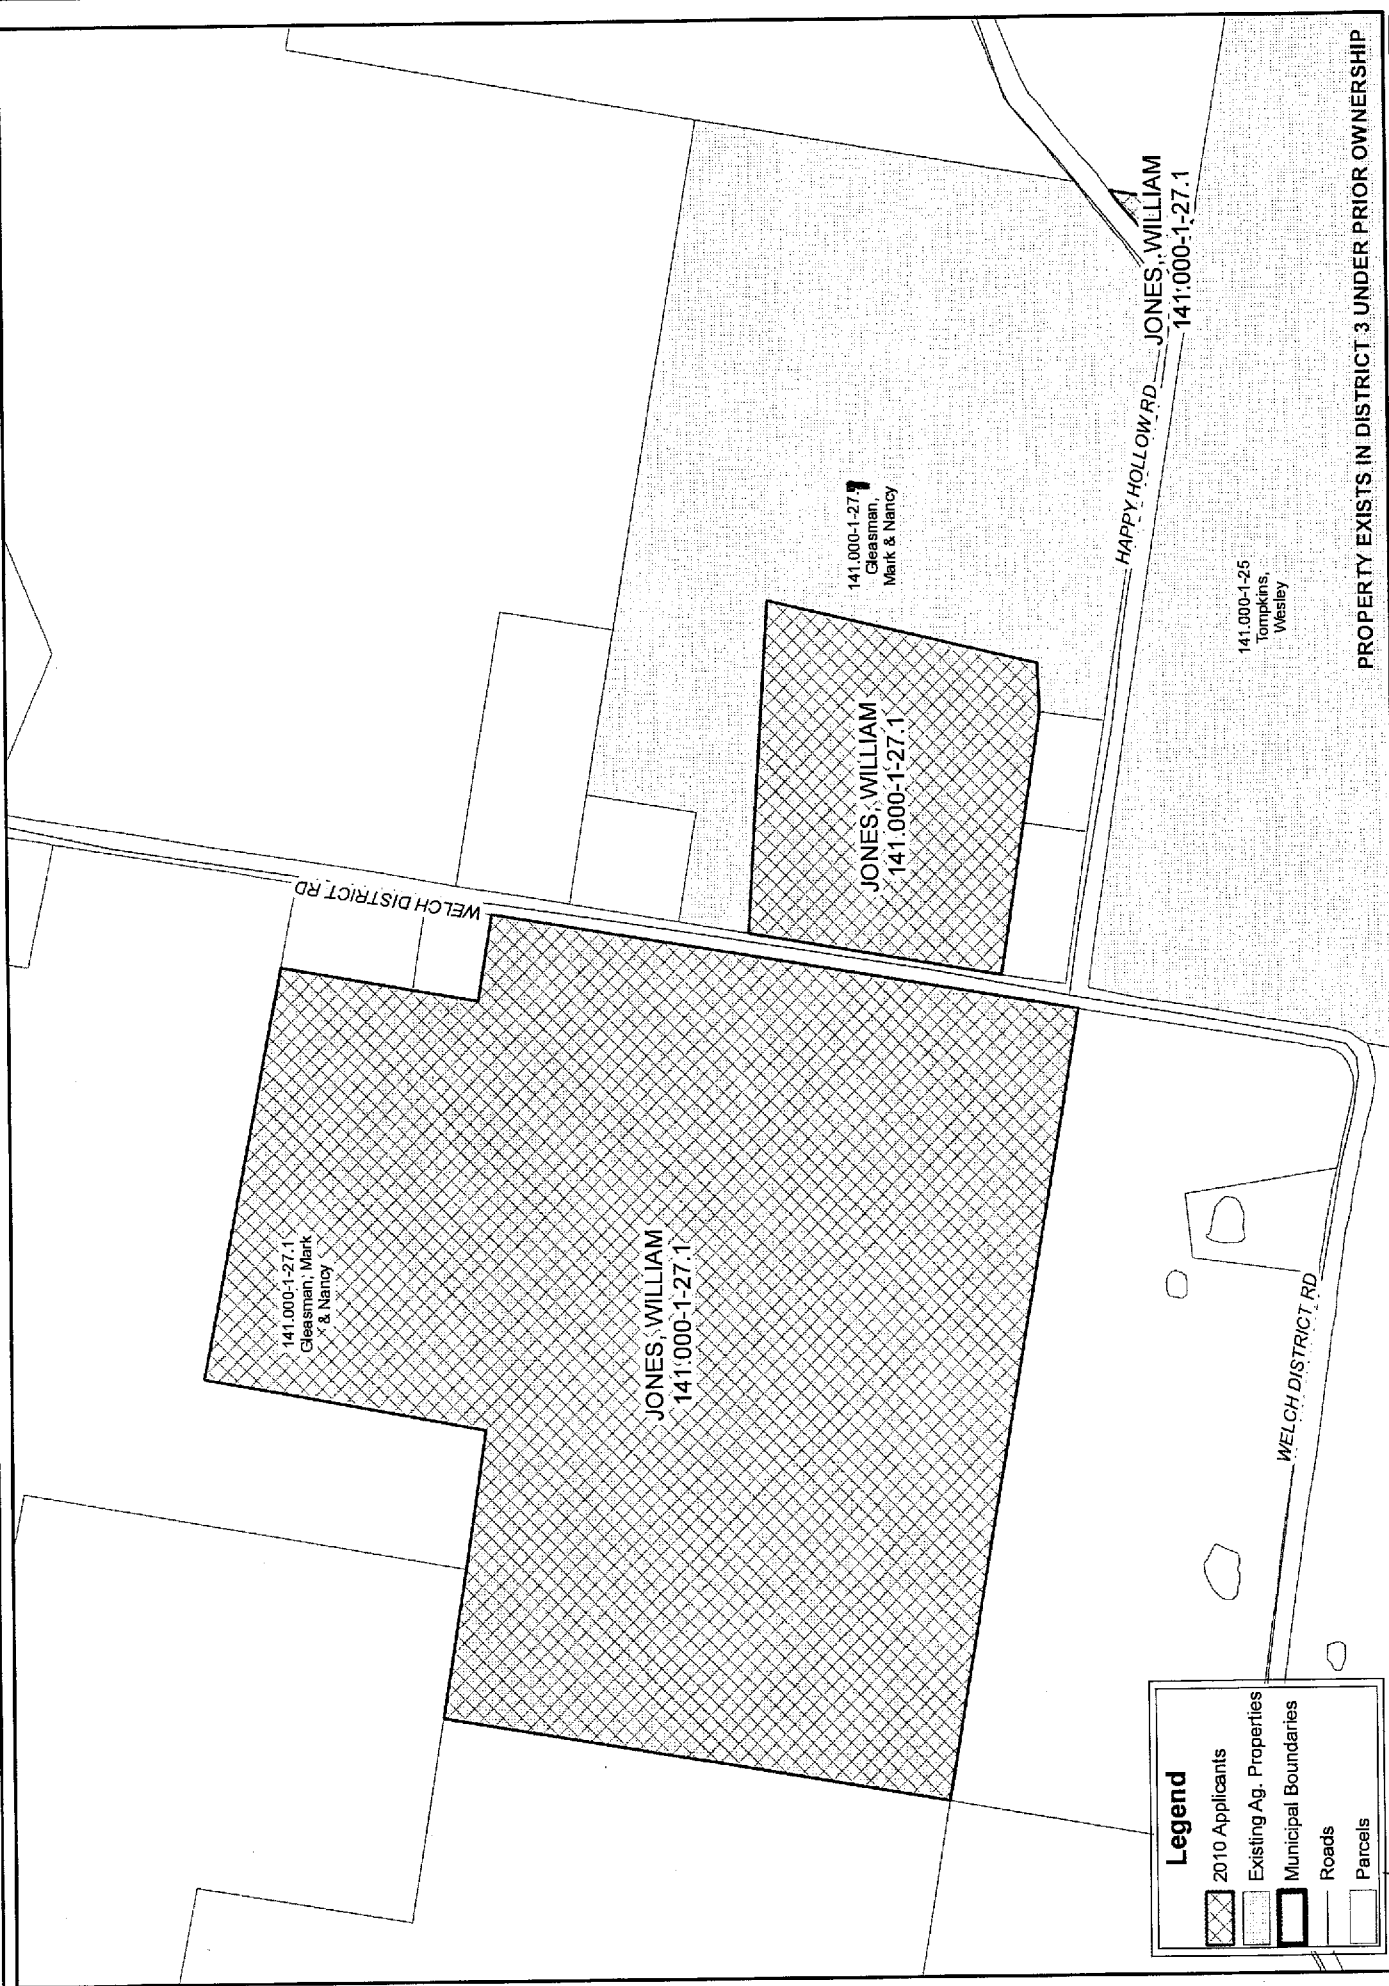 WELCH DISTRICT RD
141.000-1-27.1
Gleasman, Mark
& Nancy
JONES, WILLIAM
141.000-1-27.1
JONES, WILLIAM
141.000-1-27.1
141.000-1-27.
Gleasman,
Mark & Nancy
HAPPY HOLLOW RD
JONES, WILLIAM
141.000-1-27.1
141.000-1-25
Tompkins,
Wesley
WELCH DISTRICT RD
Legend
2010 Applicants
Existing Ag. Properties
Municipal Boundaries
Roads
Parcels
PROPERTY EXISTS IN DISTRICT 3 UNDER PRIOR OWNERSHIP